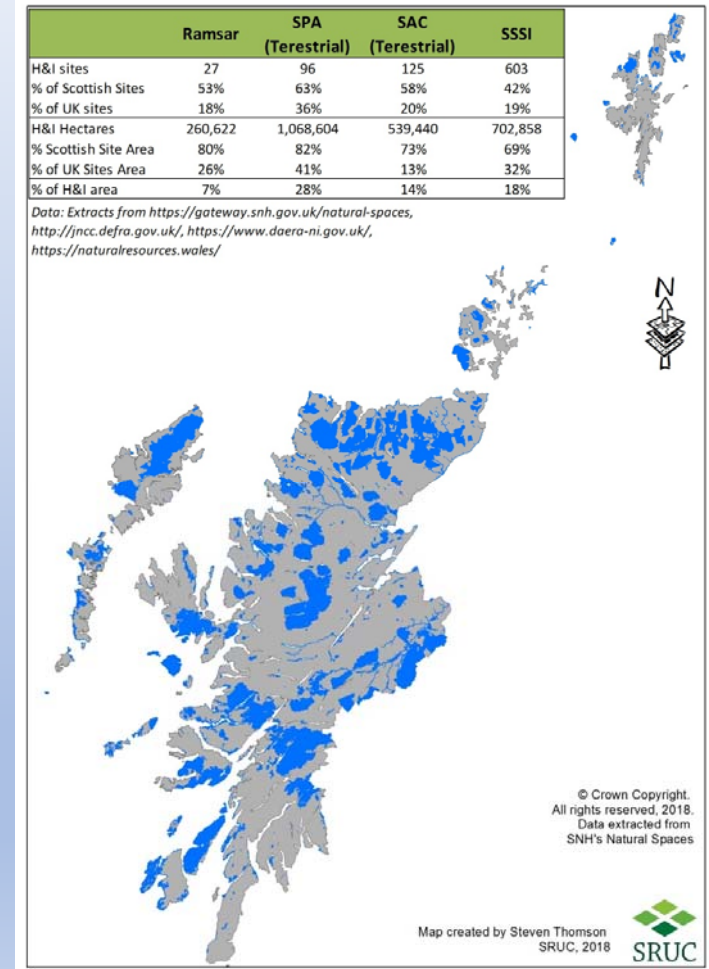 Ramsar SPA (Terestrial) SAC (Terestrial) SSSI
H&I sites 27 96 125 603
% of Scottish Sites 53% 63% 58% 42%
% of UK sites 18% 36% 20% 19%
H&I Hectares 260,622 1,068,604 539,440 702,858
% Scottish Site Area 80% 82% 73% 69%
% of UK Sites Area 26% 41% 13% 32%
% of H&I area 7% 28% 14% 18%
Data: Extracts from https://gateway.snh.gov.uk/natural-spaces,
http://jncc.defra.gov.uk/, https://www.daera-ni.gov.uk/,
https://naturalresources.wales/
N
© Crown Copyright.
All rights reserved, 2018.
Data extracted from
SNH's Natural Spaces
Map created by Steven Thomson
SRUC, 2018
SRUC